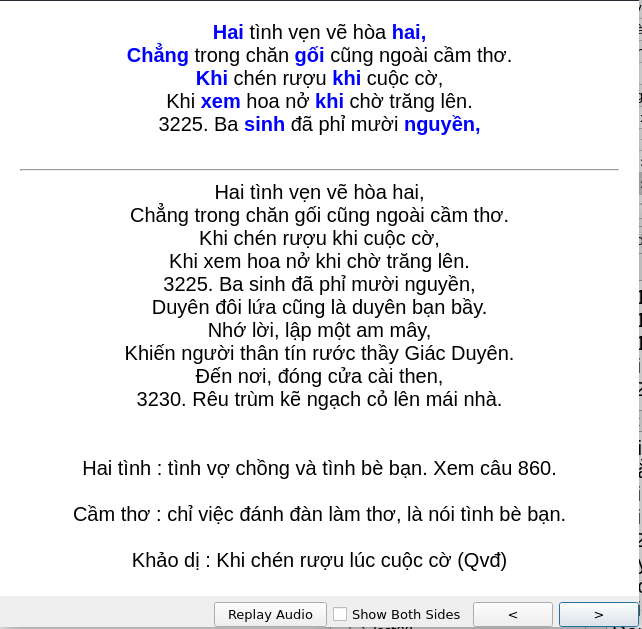 Hai tình vẹn vẽ hòa hai,
Chẳng trong chăn gối cũng ngoài cầm thơ.
Khi chén rượu khi cuộc cờ,
Khi xem hoa nở khi chờ trăng lên.
3225. Ba sinh đã phỉ mười nguyền,
Hai tình vẹn vẽ hòa hai,
Chẳng trong chăn gối cũng ngoài cầm thơ.
Khi chén rượu khi cuộc cờ,
Khi xem hoa nở khi chờ trăng lên.
3225. Ba sinh đã phỉ mười nguyền,
Duyên đôi lứa cũng là duyên bạn bầy.
Nhớ lời, lập một am mây,
Khiến người thân tín rước thầy Giác Duyên.
Đến nơi, đóng cửa cài then,
3230. Rêu trùm kẽ ngạch cỏ lên mái nhà.
Hai tình : tình vợ chồng và tình bè bạn. Xem câu 860.
Cầm thơ : chỉ việc đánh đàn làm thơ, là nói tình bè bạn.
Khảo dị : Khi chén rượu lúc cuộc cờ (Qvđ)
Replay Audio Show Both Sides < >